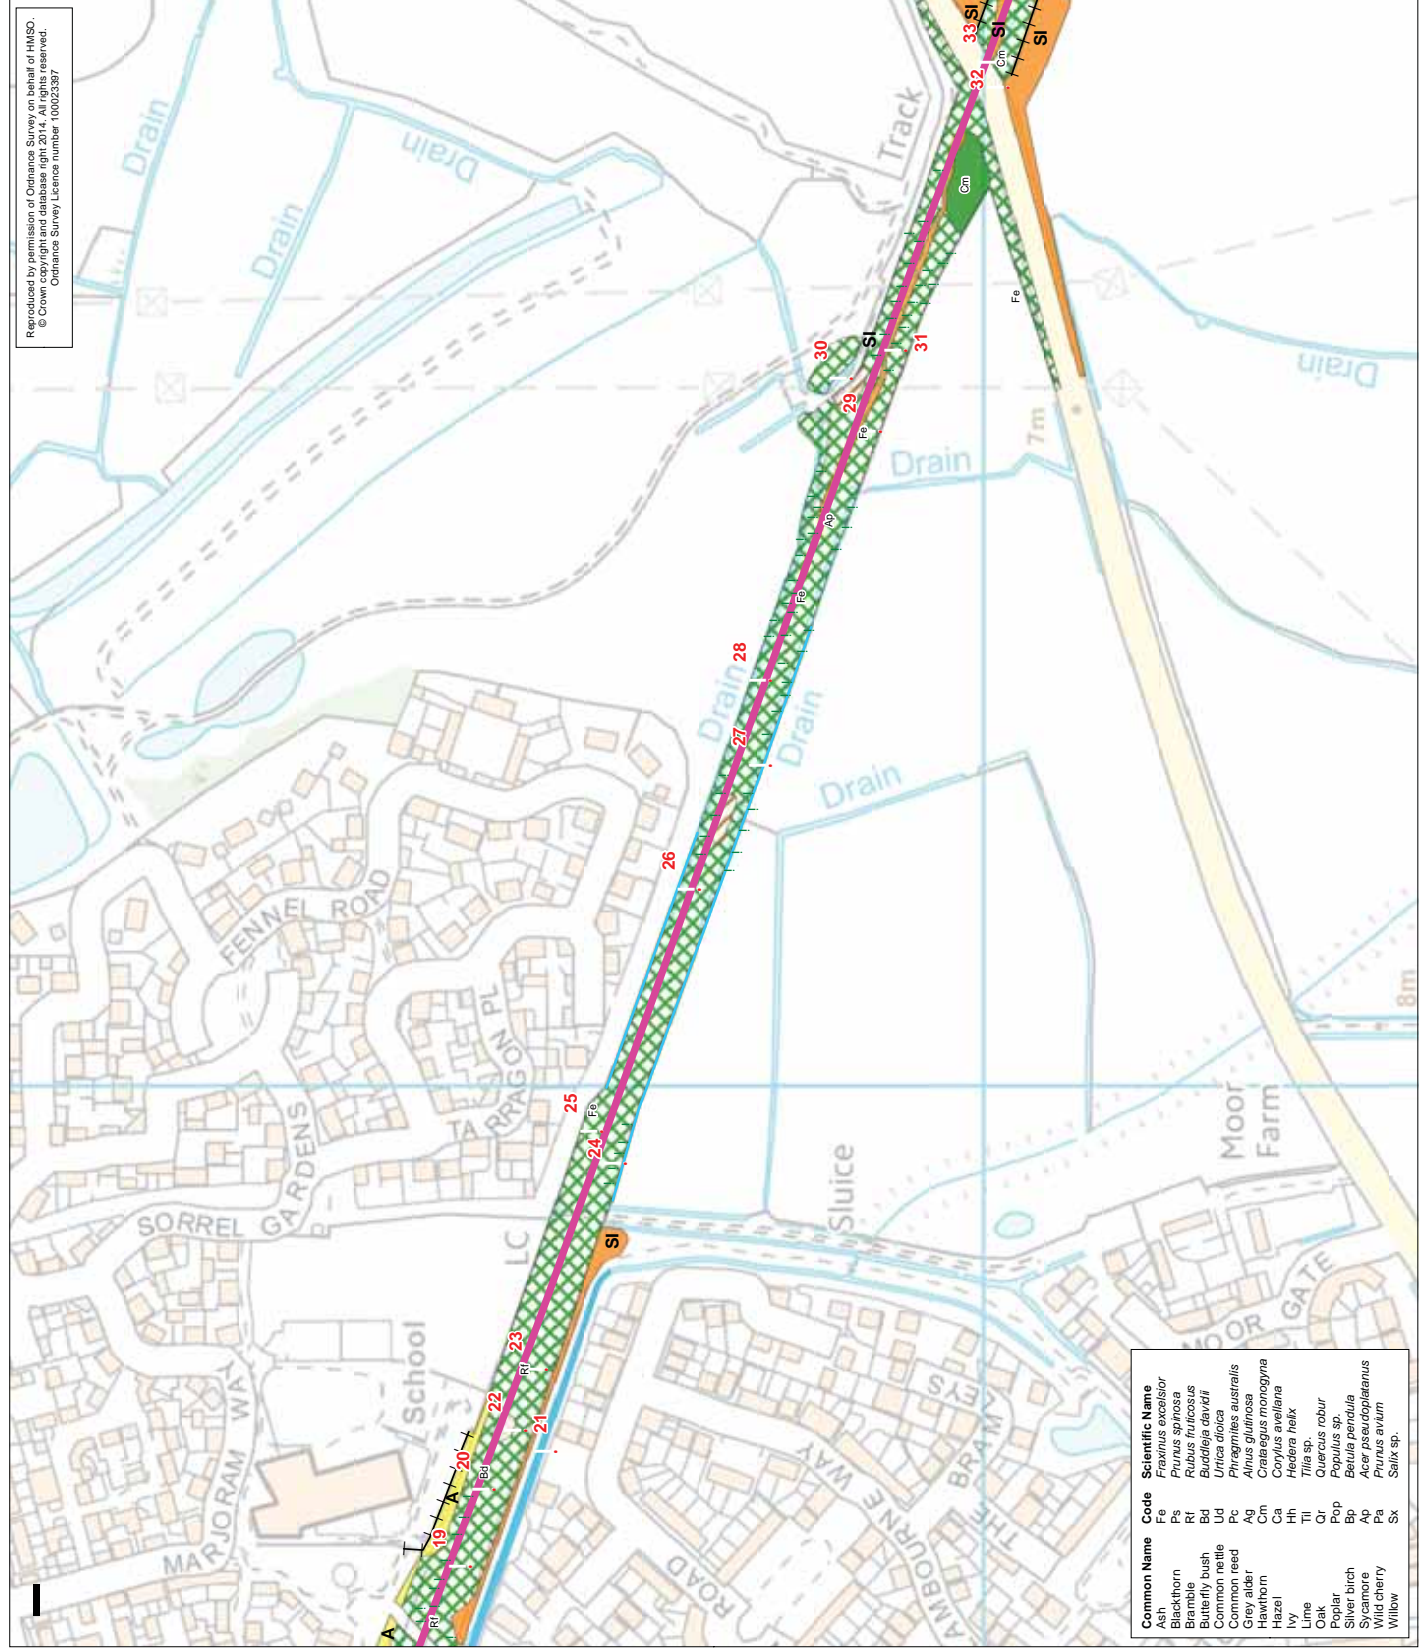 Reproduced by permission of Ordnance Survey on behalf of HMSO.
© Crown copyright and database right 2014. All rights reserved.
Ordnance Survey Licence number 100023397
Drain
Drain
Drain
Track
SI
33
SI
SI
32
Cm
Cm
Fe
30
SI
31
29
Fe
7m
Drain
Drain
Ap
Fe
28
Drain
27
Drain
Drain
26
FENNEL ROAD
TARRAGON PL
SORREL GARDENS
25
Fe
24
LC
SI
Sluice
Moor
Farm
8m
MOOR GATE
School
MARJORAM WAY
23
Rf
22
21
20
Bd
A
19
Rf
A
ROAD
WAY
Common Name Code Scientific Name
Ash Fe Fraxinus excelsior
Blackthorn Ps Prunus spinosa
Bramble Rf Rubus fruticosus
Butterfly bush Bd Buddleja davidii
Common nettle Ud Urtica dioica
Common reed Pc Phragmites australis
Grey alder Ag Alnus glutinosa
Hawthorn Cm Crataegus monogyna
Hazel Ca Corylus avellana
Ivy Hh Hedera helix
Lime Til Tilia sp.
Oak Qr Quercus robur
Poplar Pop Populus sp.
Silver birch Bp Betula pendula
Sycamore Ap Acer pseudoplatanus
Wild cherry Pa Prunus avium
Willow Sx Salix sp.